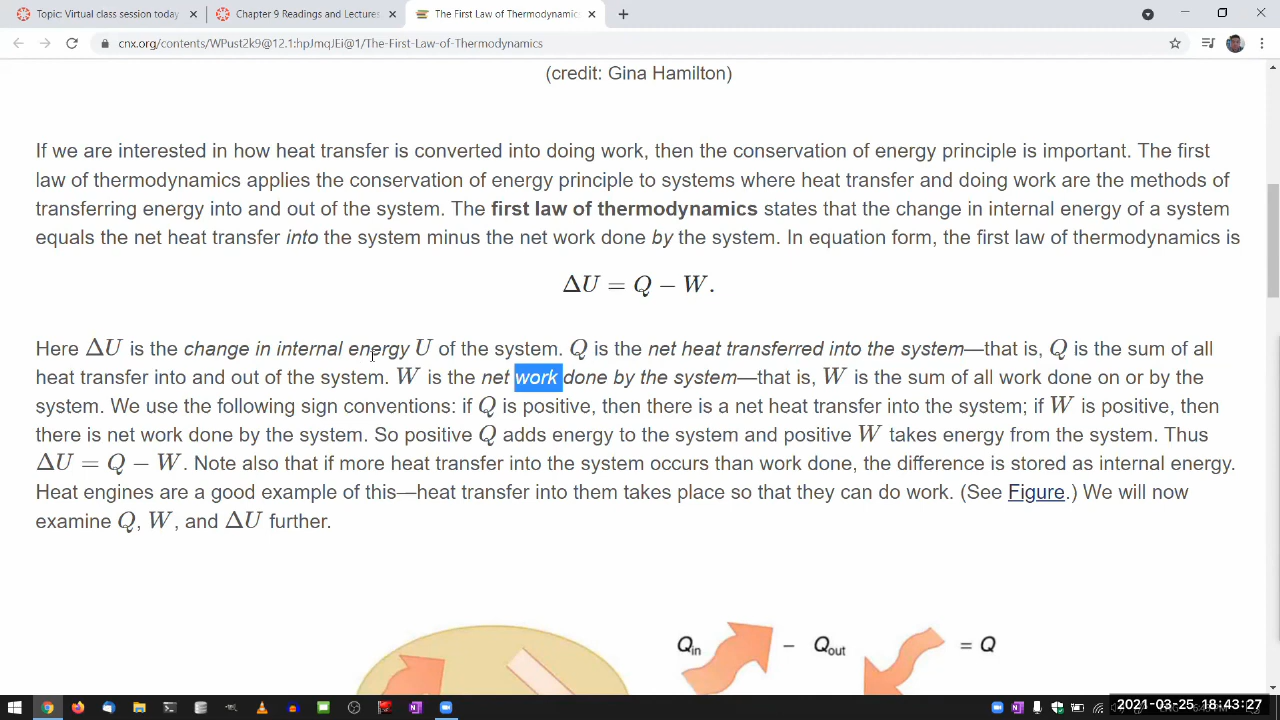 Topic: Virtual class session today
Chapter 9 Readings and Lectures
The First Law of Thermodynamic
cnx.org/contents/WPust2k9@12.1:hpJmqJEi@1/The-First-Law-of-Thermodynamics
(credit: Gina Hamilton)
If we are interested in how heat transfer is converted into doing work, then the conservation of energy principle is important. The first
law of thermodynamics applies the conservation of energy principle to systems where heat transfer and doing work are the methods of
transferring energy into and out of the system. The first law of thermodynamics states that the change in internal energy of a system
equals the net heat transfer into the system minus the net work done by the system. In equation form, the first law of thermodynamics is
ΔU = Q − W.
Here ΔU is the change in internal energy U of the system. Q is the net heat transferred into the system—that is, Q is the sum of all
heat transfer into and out of the system. W is the net work done by the system—that is, W is the sum of all work done on or by the
system. We use the following sign conventions: if Q is positive, then there is a net heat transfer into the system; if W is positive, then
there is net work done by the system. So positive Q adds energy to the system and positive W takes energy from the system. Thus
ΔU = Q − W. Note also that if more heat transfer into the system occurs than work done, the difference is stored as internal energy.
Heat engines are a good example of this—heat transfer into them takes place so that they can do work. (See Figure.) We will now
examine Q, W, and ΔU further.
Qin − Qout = Q
2021-03-25 18:43:27